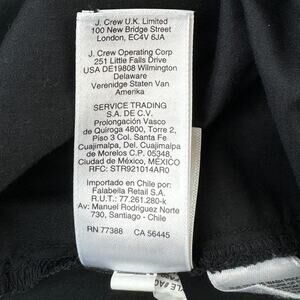 J. Crew U.K. Limited
100 New Bridge Street
London, EC4V 6JA
J. Crew Operating Corp
251 Little Falls Drive
USA DE19808 Wilmington
Delaware
Verenidge Staten Van
Amerika
SERVICE TRADING
S.A. DE C.V.
Prolongación Vasco
de Quiroga 4800, Torre 2,
Piso 3 Col. Santa Fe
Cuajimalpa, Del. Cuajimalpa
de Morelos C.P. 05348,
Ciudad de México, MÉXICO
RFC: STR921014AR0
Importado en Chile por:
Falabella Retail S.A.
R.U.T.: 77.261.280-k
Av: Manuel Rodriguez Norte
730, Santiago - Chile
RN 77388 CA 56445